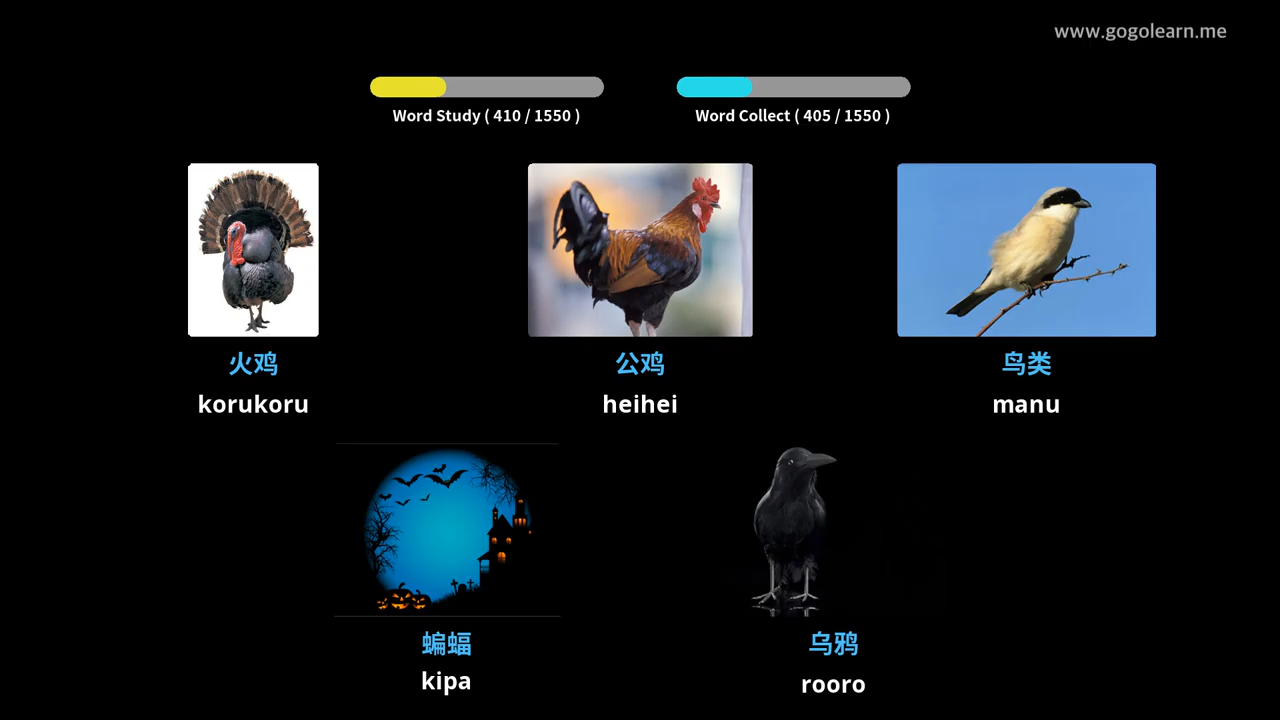 www.gogolearn.me
Word Study ( 410 / 1550 )
Word Collect ( 405 / 1550 )
火鸡
korukoru
公鸡
heihei
鸟类
manu
蝙蝠
kipa
乌鸦
rooro